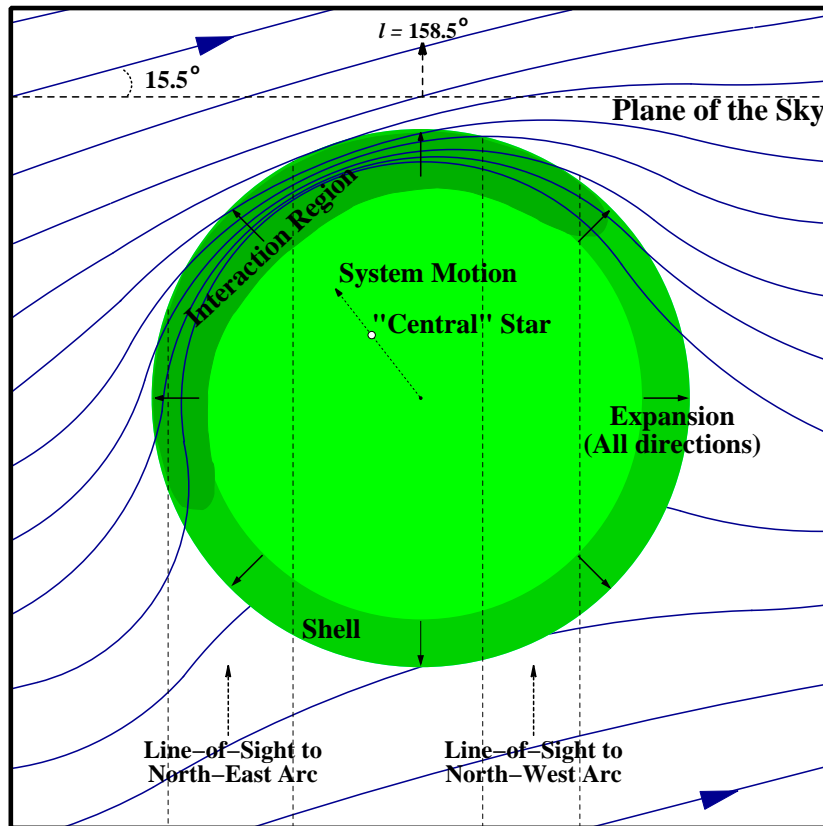 l = 158.5°
15.5°
Plane of the Sky
Interaction Region
System Motion
"Central" Star
Expansion
(All directions)
Shell
Line−of−Sight to
North−East Arc
Line−of−Sight to
North−West Arc